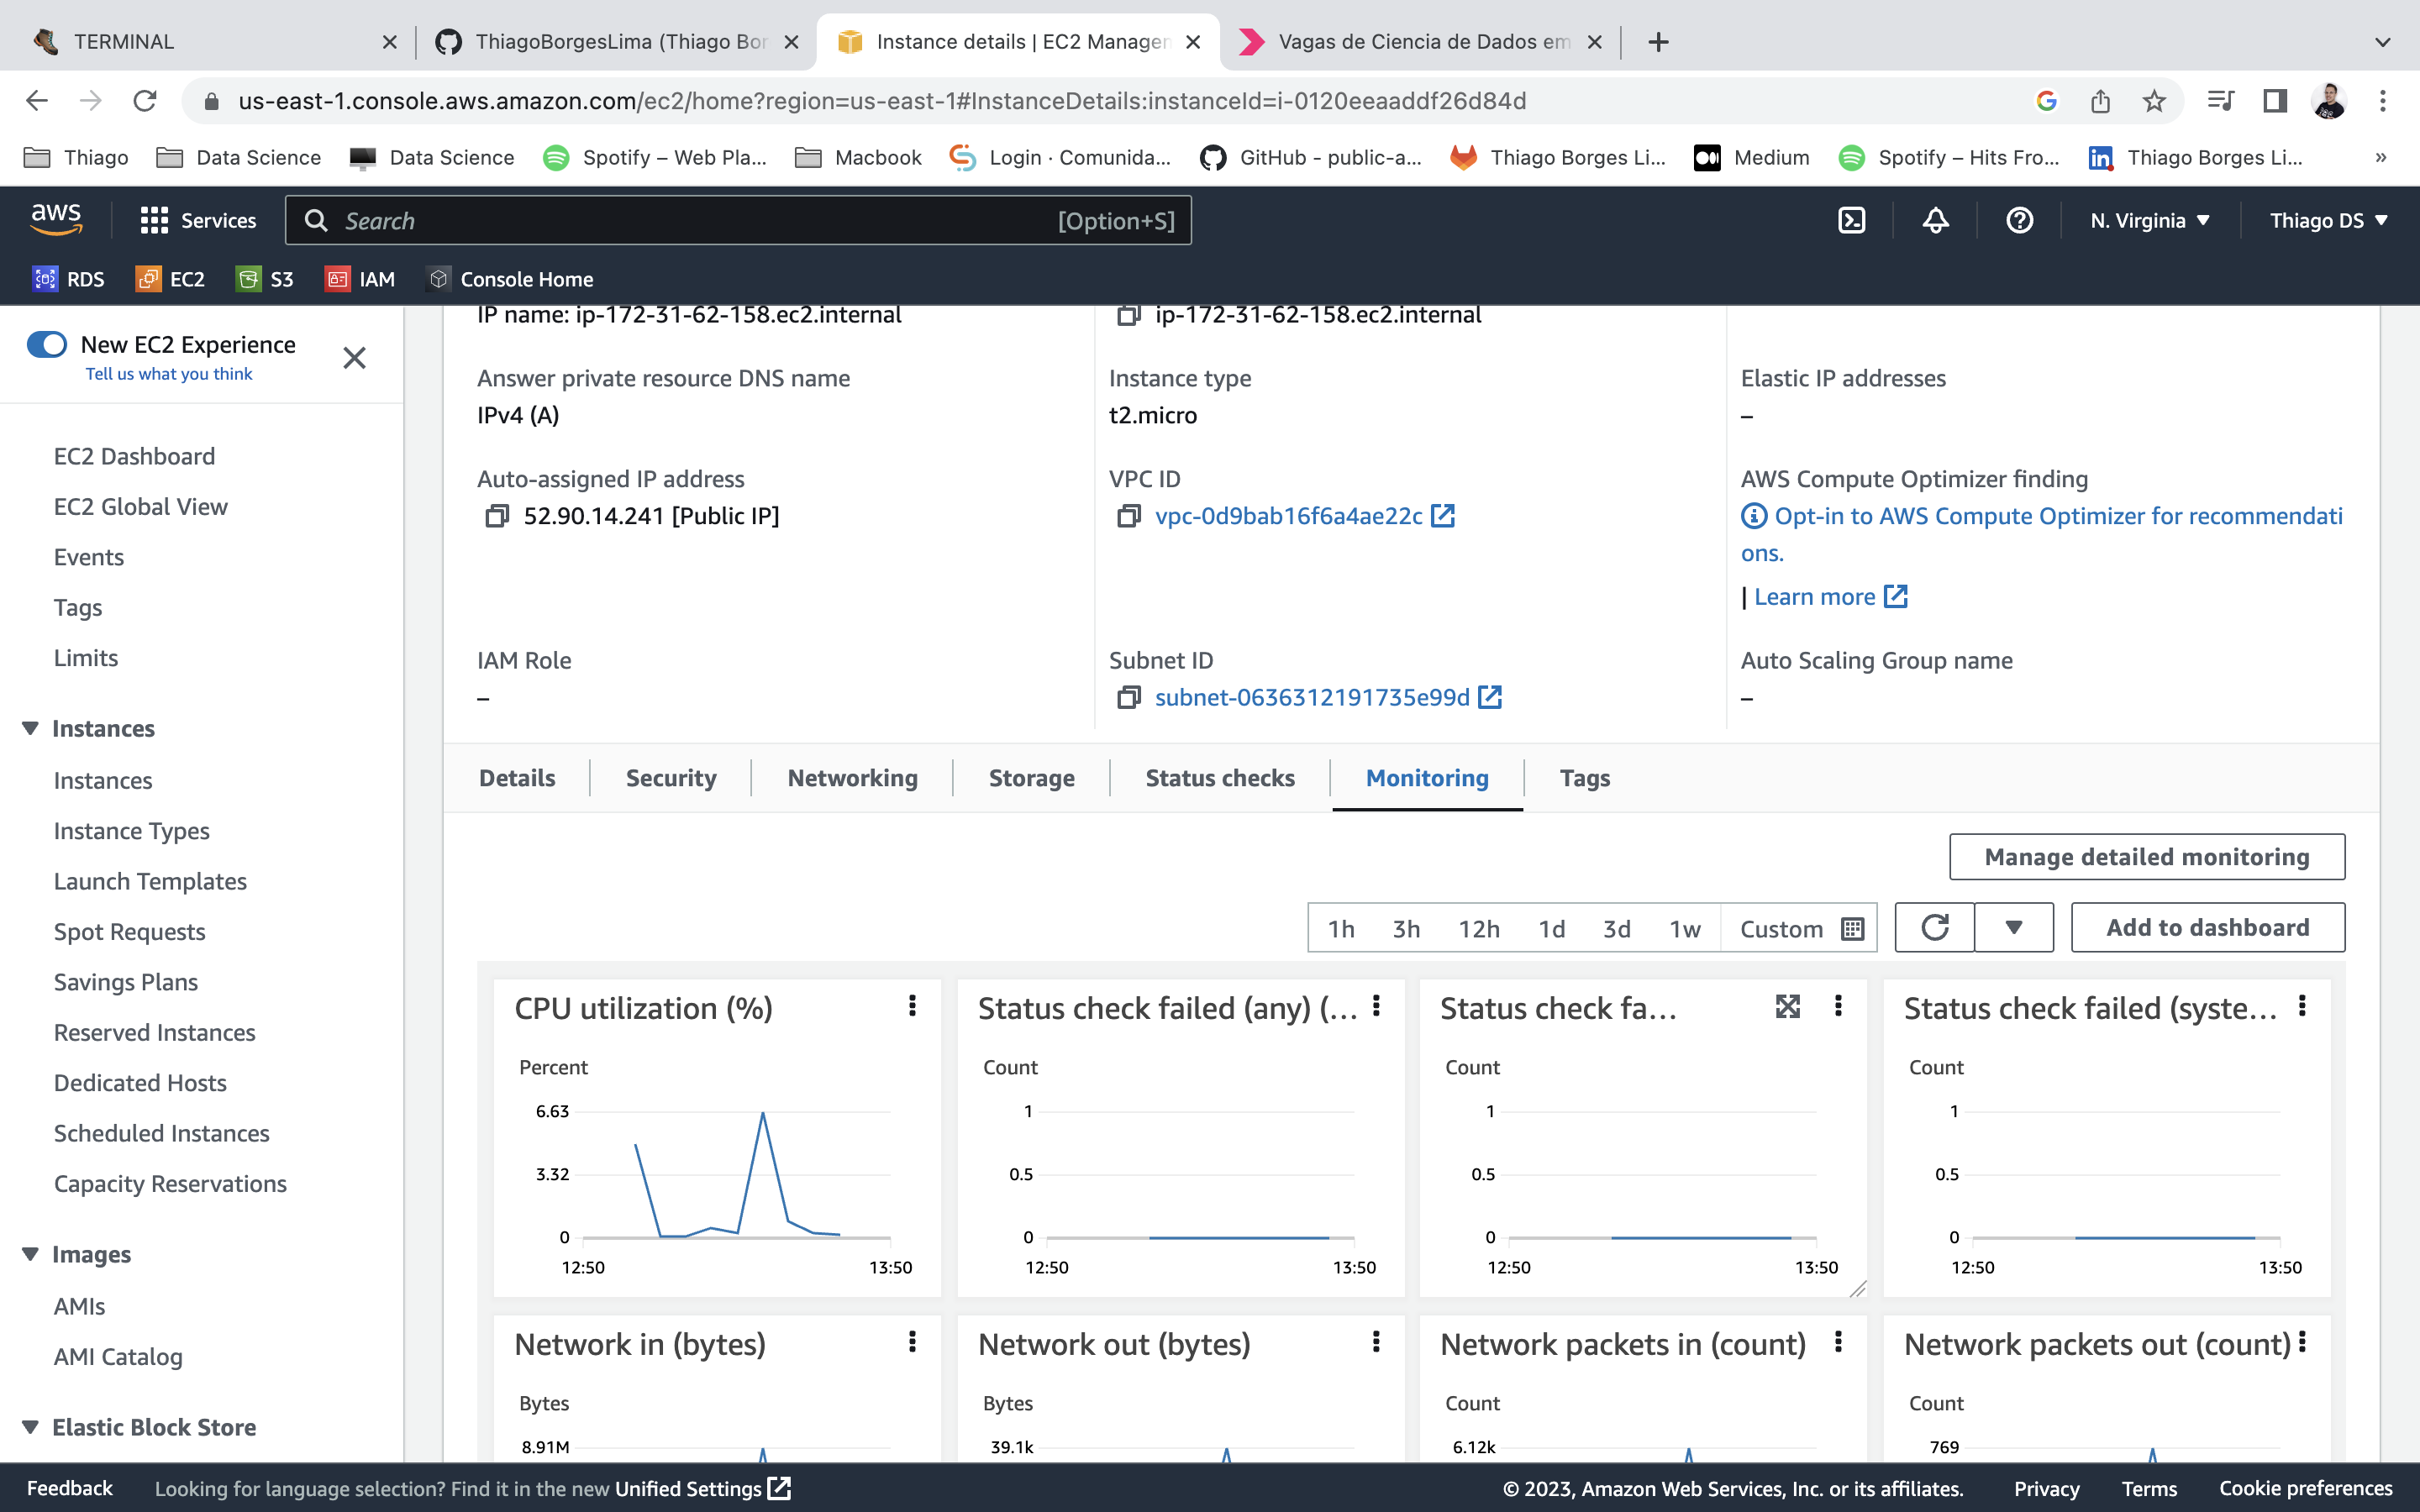 TERMINAL
ThiagoBorgesLima (Thiago Bor
Instance details | EC2 Managen
Vagas de Ciencia de Dados em
us-east-1.console.aws.amazon.com/ec2/home?region=us-east-1#InstanceDetails:instanceId=i-0120eeaaddf26d84d
Thiago
Data Science
Data Science
Spotify – Web Pla...
Macbook
Login · Comunida...
GitHub - public-a...
Thiago Borges Li...
Medium
Spotify – Hits Fro...
Thiago Borges Li...
»
aws
Services
Search
[Option+S]
N. Virginia
Thiago DS
RDS
EC2
S3
IAM
Console Home
New EC2 Experience
Tell us what you think
EC2 Dashboard
EC2 Global View
Events
Tags
Limits
Instances
Instances
Instance Types
Launch Templates
Spot Requests
Savings Plans
Reserved Instances
Dedicated Hosts
Scheduled Instances
Capacity Reservations
Images
AMIs
AMI Catalog
Elastic Block Store
IP name: ip-172-31-62-158.ec2.internal
ip-172-31-62-158.ec2.internal
Answer private resource DNS name
IPv4 (A)
Instance type
t2.micro
Elastic IP addresses
–
Auto-assigned IP address
52.90.14.241 [Public IP]
VPC ID
vpc-0d9bab16f6a4ae22c
AWS Compute Optimizer finding
Opt-in to AWS Compute Optimizer for recommendati
ons.
| Learn more
IAM Role
–
Subnet ID
subnet-0636312191735e99d
Auto Scaling Group name
–
Details
Security
Networking
Storage
Status checks
Monitoring
Tags
Manage detailed monitoring
1h
3h
12h
1d
3d
1w
Custom
Add to dashboard
CPU utilization (%)
Percent
6.63
3.32
0
12:50
13:50
Status check failed (any) (...
Count
1
0.5
0
12:50
13:50
Status check fa...
Count
1
0.5
0
12:50
13:50
Status check failed (syste...
Count
1
0.5
0
12:50
13:50
Network in (bytes)
Bytes
8.91M
Network out (bytes)
Bytes
39.1k
Network packets in (count)
Count
6.12k
Network packets out (count)
Count
769
Feedback
Looking for language selection? Find it in the new Unified Settings
© 2023, Amazon Web Services, Inc. or its affiliates.
Privacy
Terms
Cookie preferences